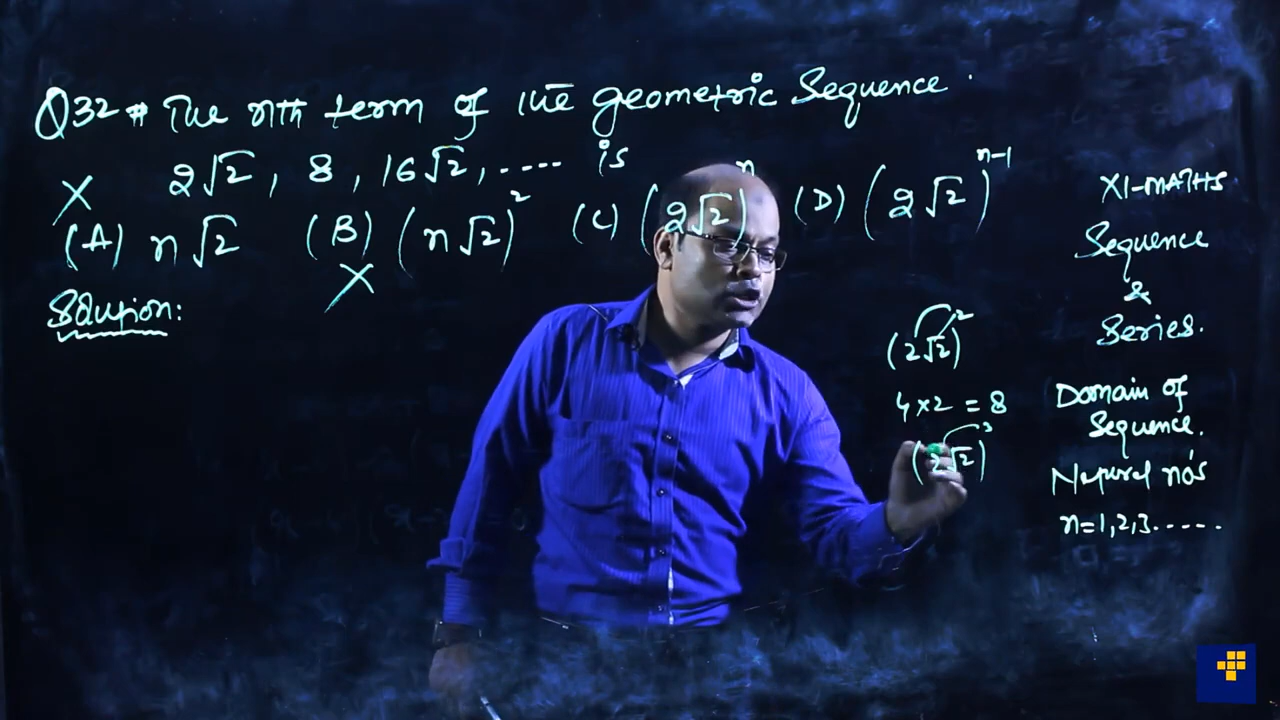 Q32 # The nth term of the geometric Sequence.
2√2, 8, 16√2, .... is
(A) n√2 (B) (n√2)² (C) (2√2)ⁿ (D) (2√2)ⁿ⁻¹
Solution:
(2√2)²
4×2 = 8
(2√2)³
XI-MATHS
Sequence
&
Series.
Domain of
Sequence.
Natural nos
n=1,2,3.....